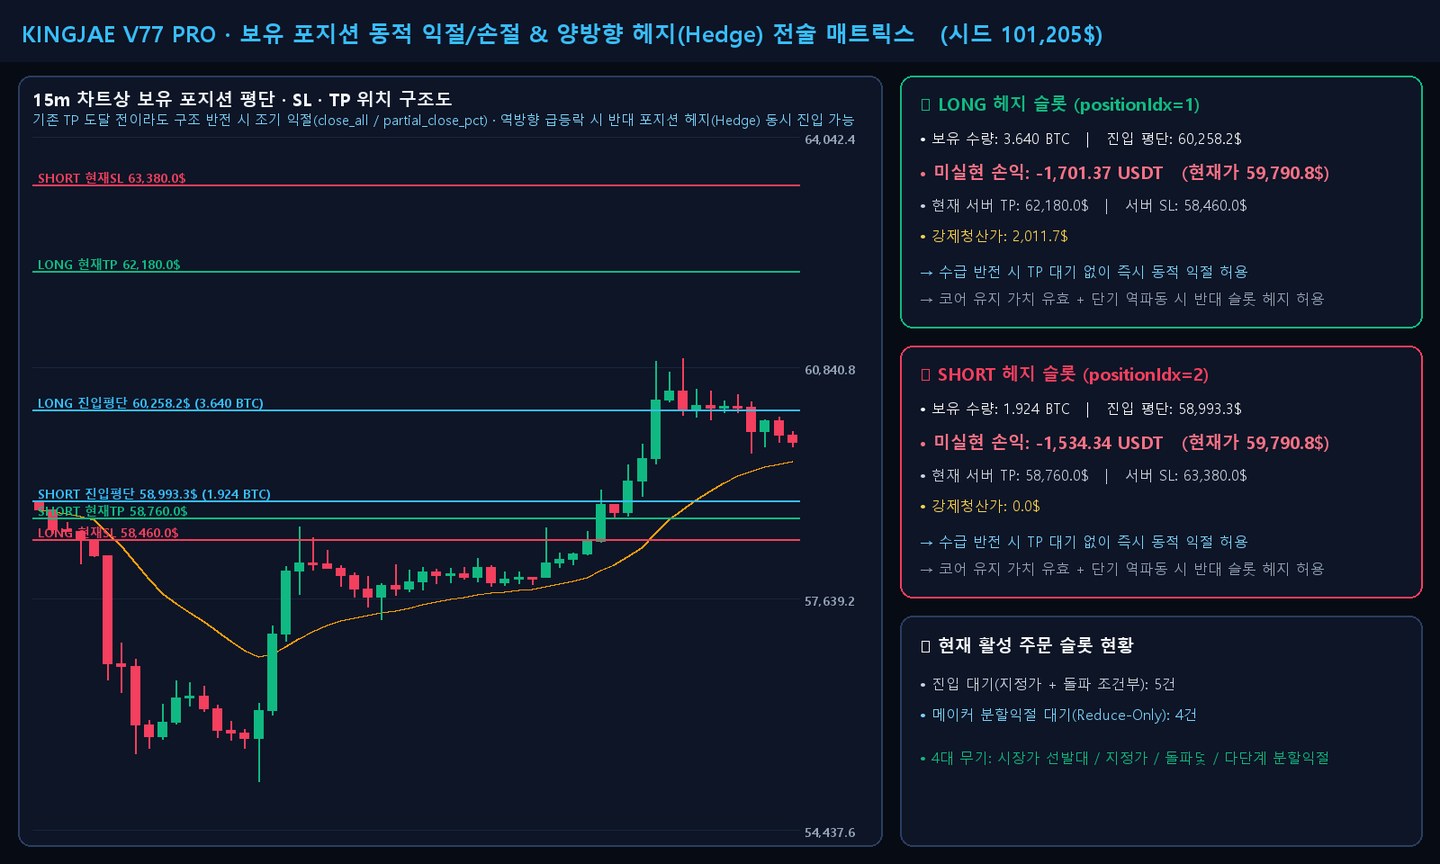 KINGJAE V77 PRO · 보유 포지션 동적 익절/손절 & 양방향 헤지(Hedge) 전술 매트릭스 (시드 101,205$)
15m 차트상 보유 포지션 평단 · SL · TP 위치 구조도
기존 TP 도달 전이라도 구조 반전 시 조기 익절(close_all / partial_close_pct) · 역방향 급등락 시 반대 포지션 헤지(Hedge) 동시 진입 가능
64,042.4
SHORT 현재SL 63,380.0$
LONG 현재TP 62,180.0$
60,840.8
LONG 진입평단 60,258.2$ (3.640 BTC)
SHORT 진입평단 58,993.3$ (1.924 BTC)
SHORT 현재TP 58,760.0$
LONG 현재SL 58,460.0$
57,639.2
54,437.6
LONG 헤지 슬롯 (positionIdx=1)
• 보유 수량: 3.640 BTC | 진입 평단: 60,258.2$
• 미실현 손익: -1,701.37 USDT (현재가 59,790.8$)
• 현재 서버 TP: 62,180.0$ | 서버 SL: 58,460.0$
• 강제청산가: 2,011.7$
→ 수급 반전 시 TP 대기 없이 즉시 동적 익절 허용
→ 코어 유지 가치 유효 + 단기 역파동 시 반대 슬롯 헤지 허용
SHORT 헤지 슬롯 (positionIdx=2)
• 보유 수량: 1.924 BTC | 진입 평단: 58,993.3$
• 미실현 손익: -1,534.34 USDT (현재가 59,790.8$)
• 현재 서버 TP: 58,760.0$ | 서버 SL: 63,380.0$
• 강제청산가: 0.0$
→ 수급 반전 시 TP 대기 없이 즉시 동적 익절 허용
→ 코어 유지 가치 유효 + 단기 역파동 시 반대 슬롯 헤지 허용
현재 활성 주문 슬롯 현황
• 진입 대기(지정가 + 돌파 조건부): 5건
• 메이커 분할익절 대기(Reduce-Only): 4건
• 4대 무기: 시장가 선발대 / 지정가 / 돌파덫 / 다단계 분할익절